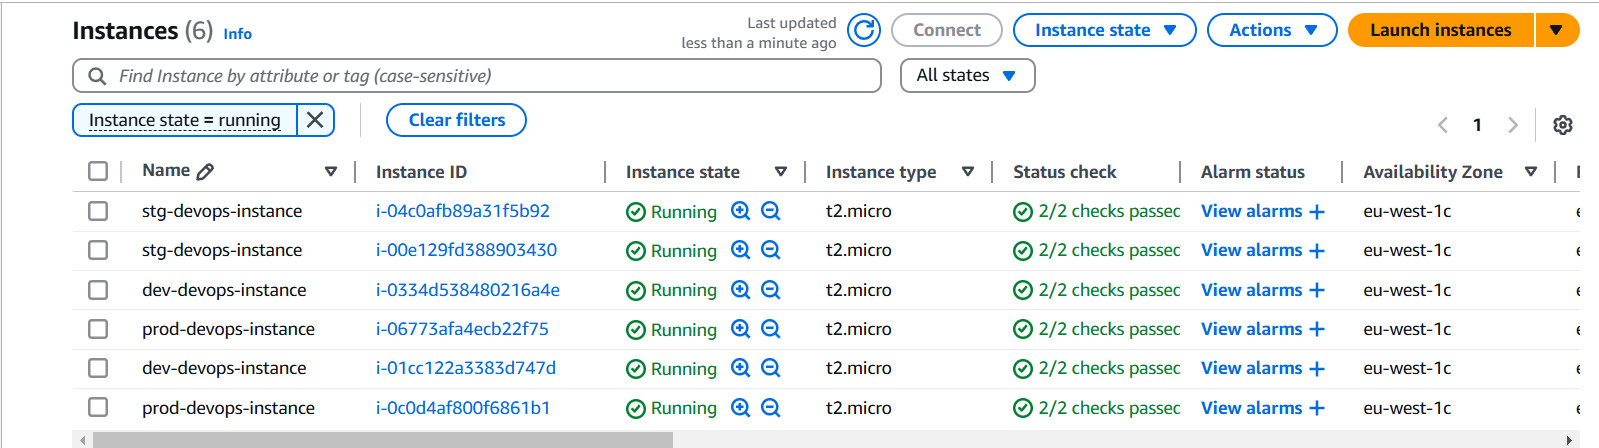 Instances (6) Info
Last updated
less than a minute ago
Connect
Instance state
Actions
Launch instances
Find Instance by attribute or tag (case-sensitive)
All states
Instance state = running
Clear filters
1
Name Instance ID Instance state Instance type Status check Alarm status Availability Zone
stg-devops-instance i-04c0afb89a31f5b92 Running t2.micro 2/2 checks passed View alarms + eu-west-1c
stg-devops-instance i-00e129fd388903430 Running t2.micro 2/2 checks passed View alarms + eu-west-1c
dev-devops-instance i-0334d538480216a4e Running t2.micro 2/2 checks passed View alarms + eu-west-1c
prod-devops-instance i-06773afa4ecb22f75 Running t2.micro 2/2 checks passed View alarms + eu-west-1c
dev-devops-instance i-01cc122a3383d747d Running t2.micro 2/2 checks passed View alarms + eu-west-1c
prod-devops-instance i-0c0d4af800f6861b1 Running t2.micro 2/2 checks passed View alarms + eu-west-1c